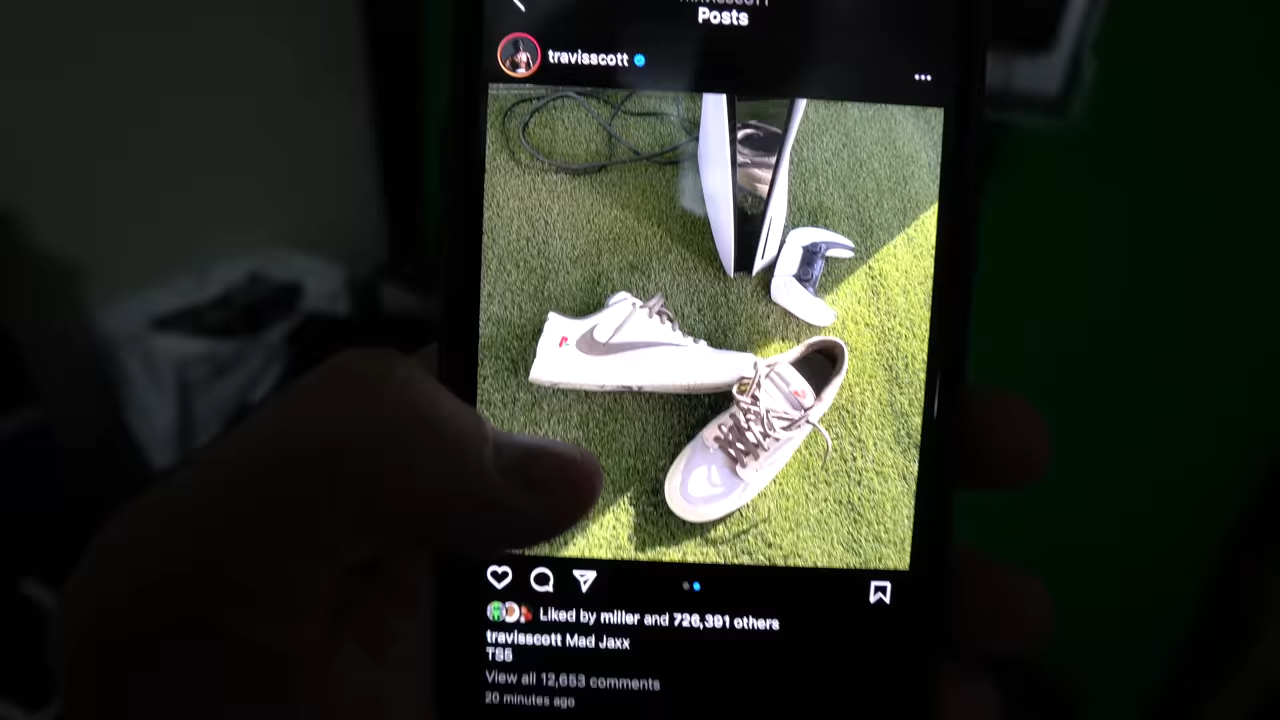 Posts
travisscott
Liked by miller and 726,391 others
travisscott Mad Jaxx
TS5
View all 12,653 comments
20 minutes ago